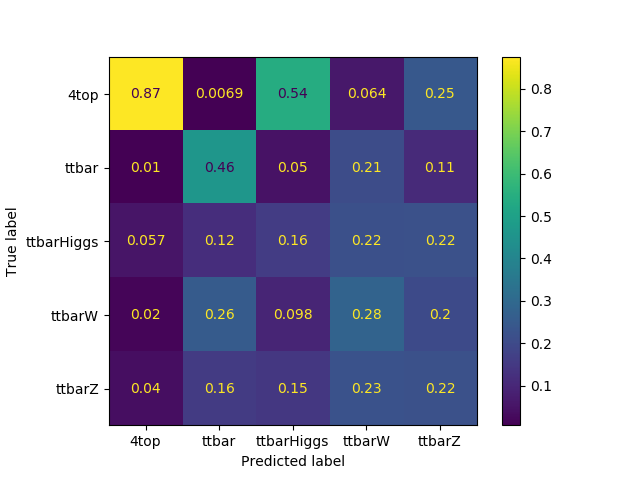 4top 0.87 0.0069 0.54 0.064 0.25
ttbar 0.01 0.46 0.05 0.21 0.11
ttbarHiggs 0.057 0.12 0.16 0.22 0.22
ttbarW 0.02 0.26 0.098 0.28 0.2
ttbarZ 0.04 0.16 0.15 0.23 0.22
4top ttbar ttbarHiggs ttbarW ttbarZ
Predicted label
True label
0.8
0.7
0.6
0.5
0.4
0.3
0.2
0.1